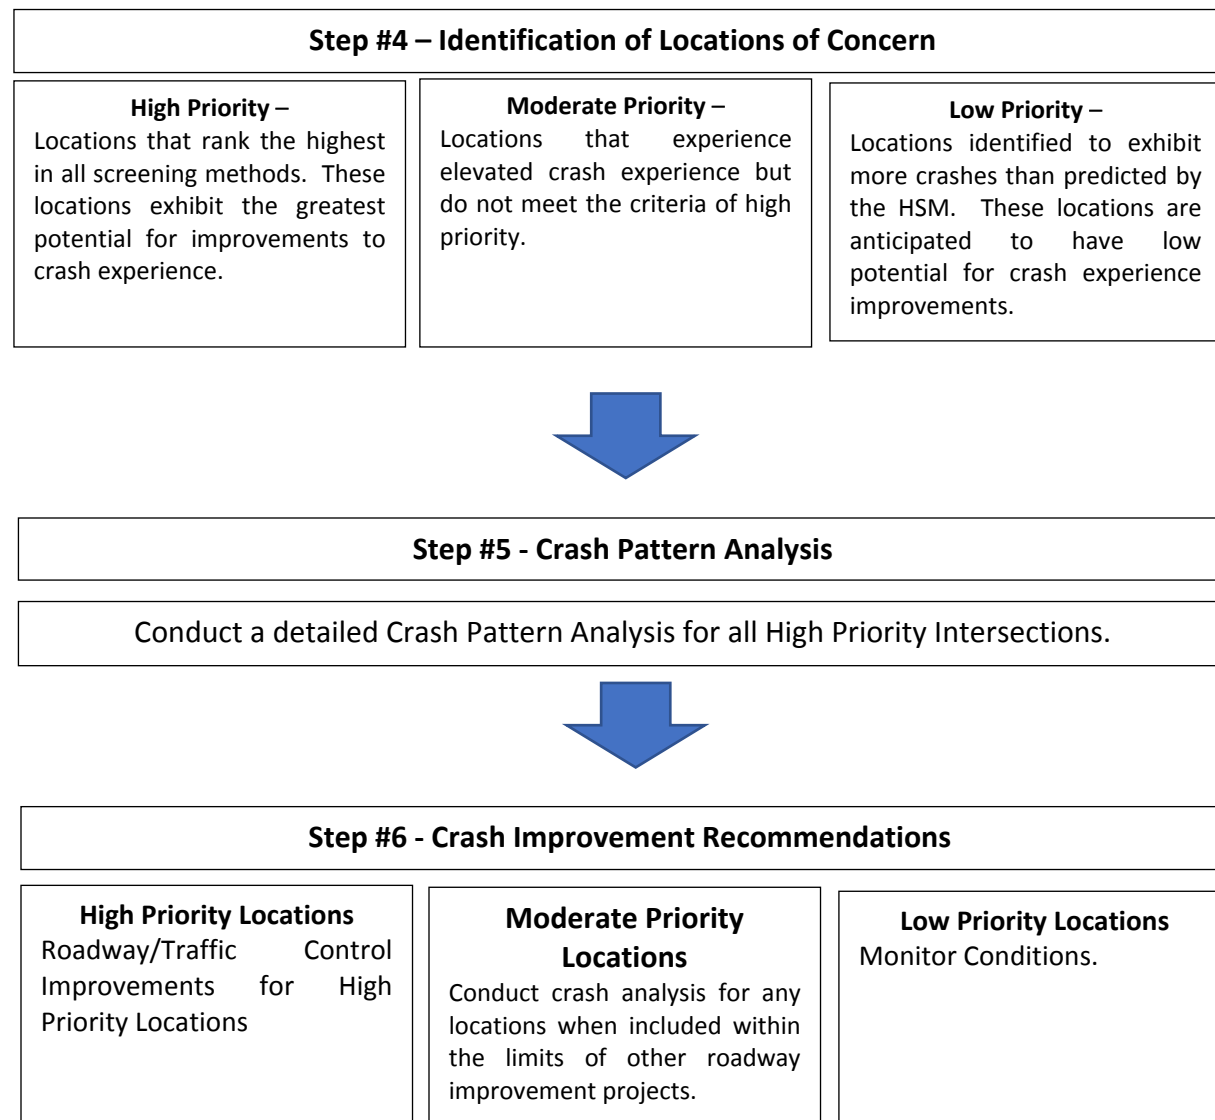 Step #4 – Identification of Locations of Concern
High Priority –
Locations that rank the highest
in all screening methods. These
locations exhibit the greatest
potential for improvements to
crash experience.
Moderate Priority –
Locations that experience
elevated crash experience but
do not meet the criteria of high
priority.
Low Priority –
Locations identified to exhibit
more crashes than predicted by
the HSM. These locations are
anticipated to have low
potential for crash experience
improvements.
Step #5 - Crash Pattern Analysis
Conduct a detailed Crash Pattern Analysis for all High Priority Intersections.
Step #6 - Crash Improvement Recommendations
High Priority Locations
Roadway/Traffic Control
Improvements for High
Priority Locations
Moderate Priority
Locations
Conduct crash analysis for any
locations when included within
the limits of other roadway
improvement projects.
Low Priority Locations
Monitor Conditions.